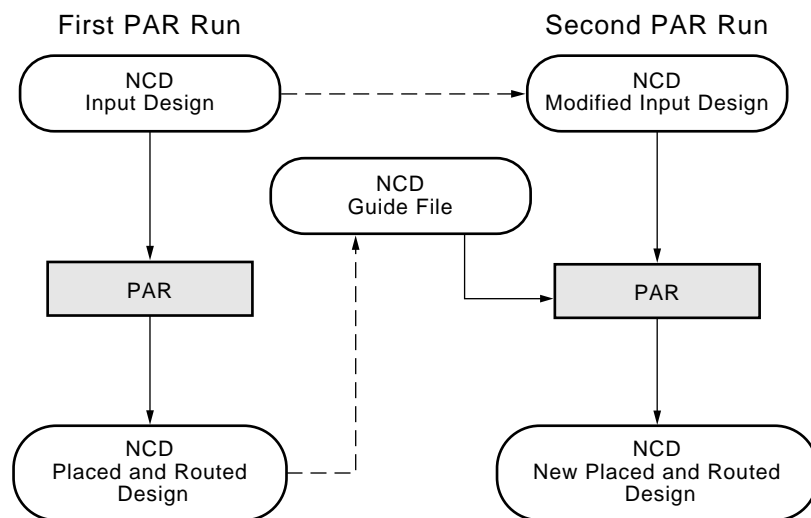 First PAR Run
Second PAR Run
NCD
Input Design
NCD
Modified Input Design
NCD
Guide File
PAR
PAR
NCD
Placed and Routed
Design
NCD
New Placed and Routed
Design